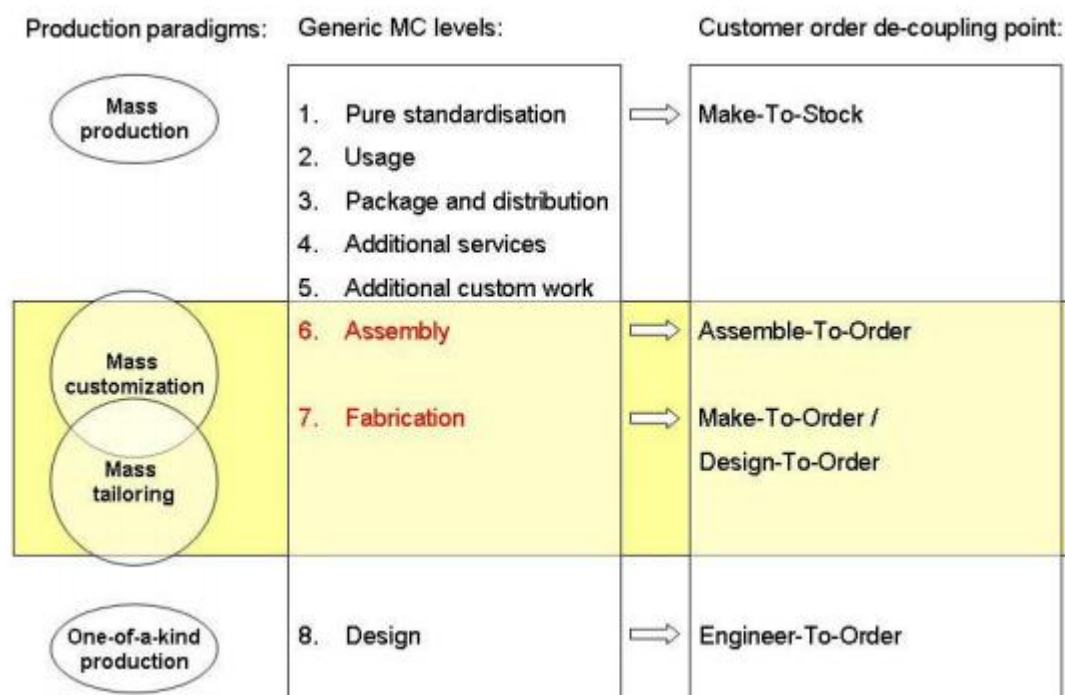 Production paradigms:
Generic MC levels:
Customer order de-coupling point:
Mass
production
1. Pure standardisation
Make-To-Stock
2. Usage
3. Package and distribution
4. Additional services
5. Additional custom work
Mass
customization
6. Assembly
Assemble-To-Order
7. Fabrication
Make-To-Order /
Design-To-Order
Mass
tailoring
One-of-a-kind
production
8. Design
Engineer-To-Order